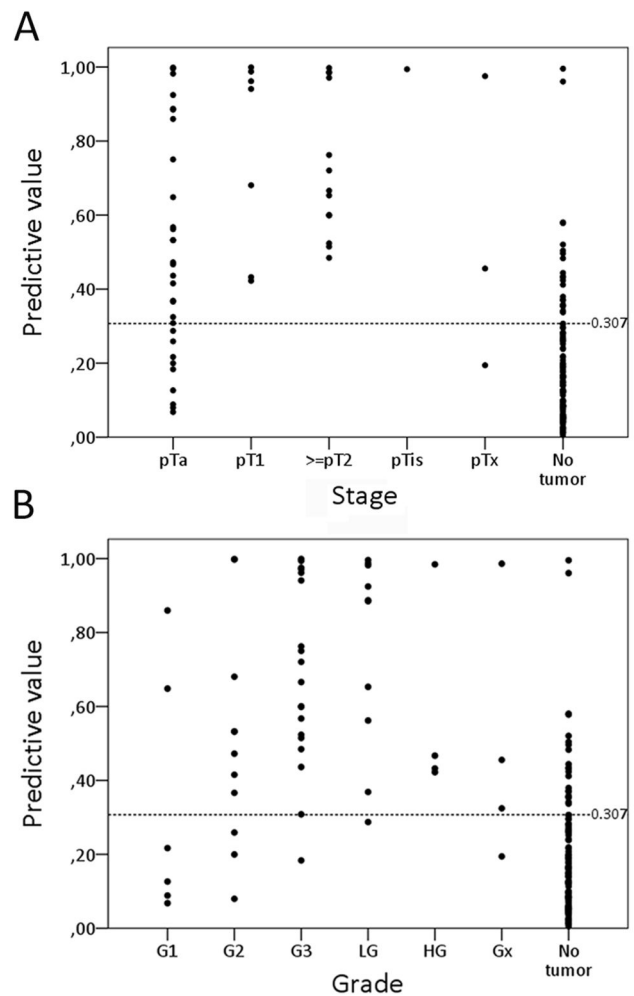 A
Predictive value
1,00
,80
,60
,40
,20
,00
0.307
pTa pT1 >=pT2 pTis pTx No tumor
Stage
B
Predictive value
1,00
,80
,60
,40
,20
,00
0.307
G1 G2 G3 LG HG Gx No tumor
Grade